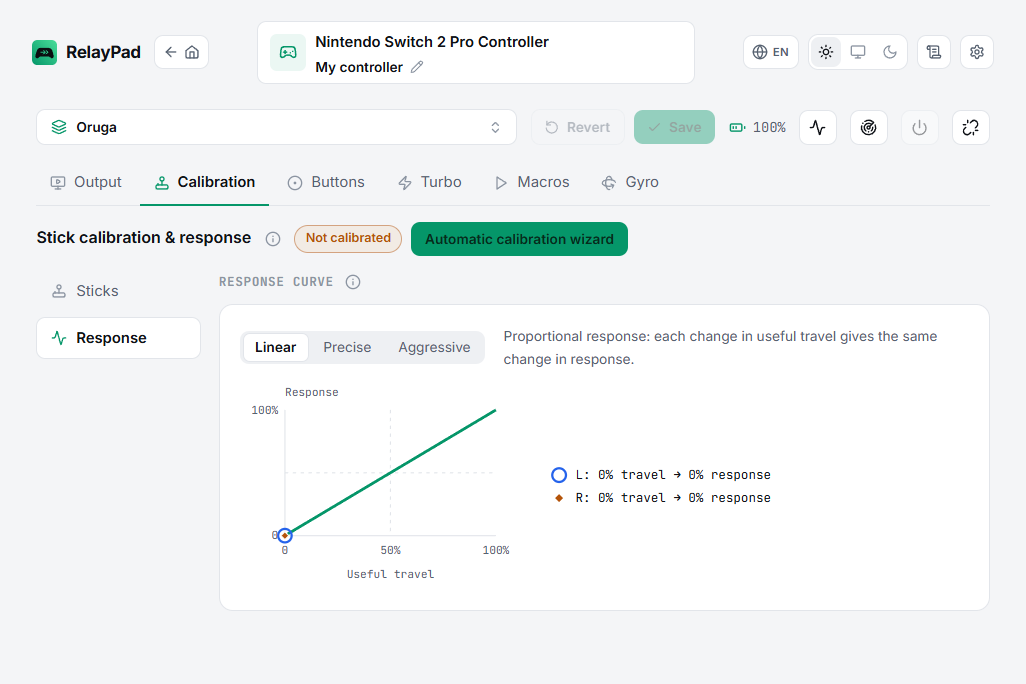 RelayPad
Nintendo Switch 2 Pro Controller
My controller
EN
Oruga
Revert
Save
100%
Output
Calibration
Buttons
Turbo
Macros
Gyro
Stick calibration & response
Not calibrated
Automatic calibration wizard
Sticks
Response
RESPONSE CURVE
Linear
Precise
Aggressive
Proportional response: each change in useful travel gives the same
change in response.
Response
100%
0
0
50%
100%
Useful travel
L: 0% travel → 0% response
R: 0% travel → 0% response